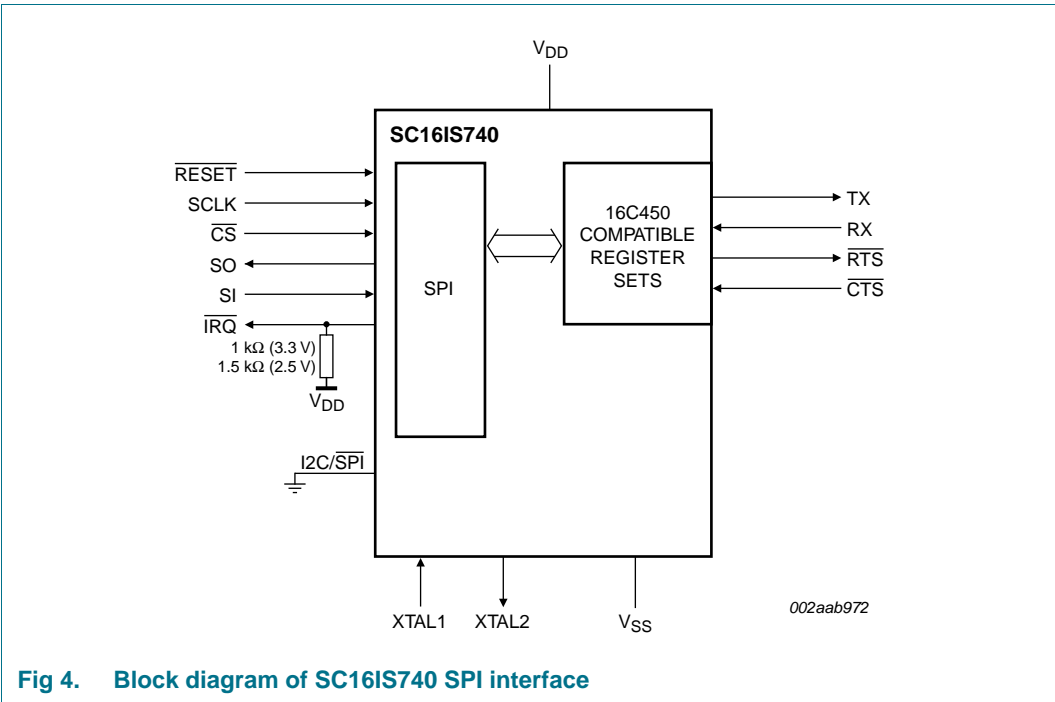 VDD
SC16IS740
RESET
SCLK
CS
SO
SI
IRQ
1 kΩ (3.3 V)
1.5 kΩ (2.5 V)
VDD
I2C/SPI
SPI
16C450
COMPATIBLE
REGISTER
SETS
TX
RX
RTS
CTS
XTAL1
XTAL2
VSS
002aab972
Fig 4. Block diagram of SC16IS740 SPI interface